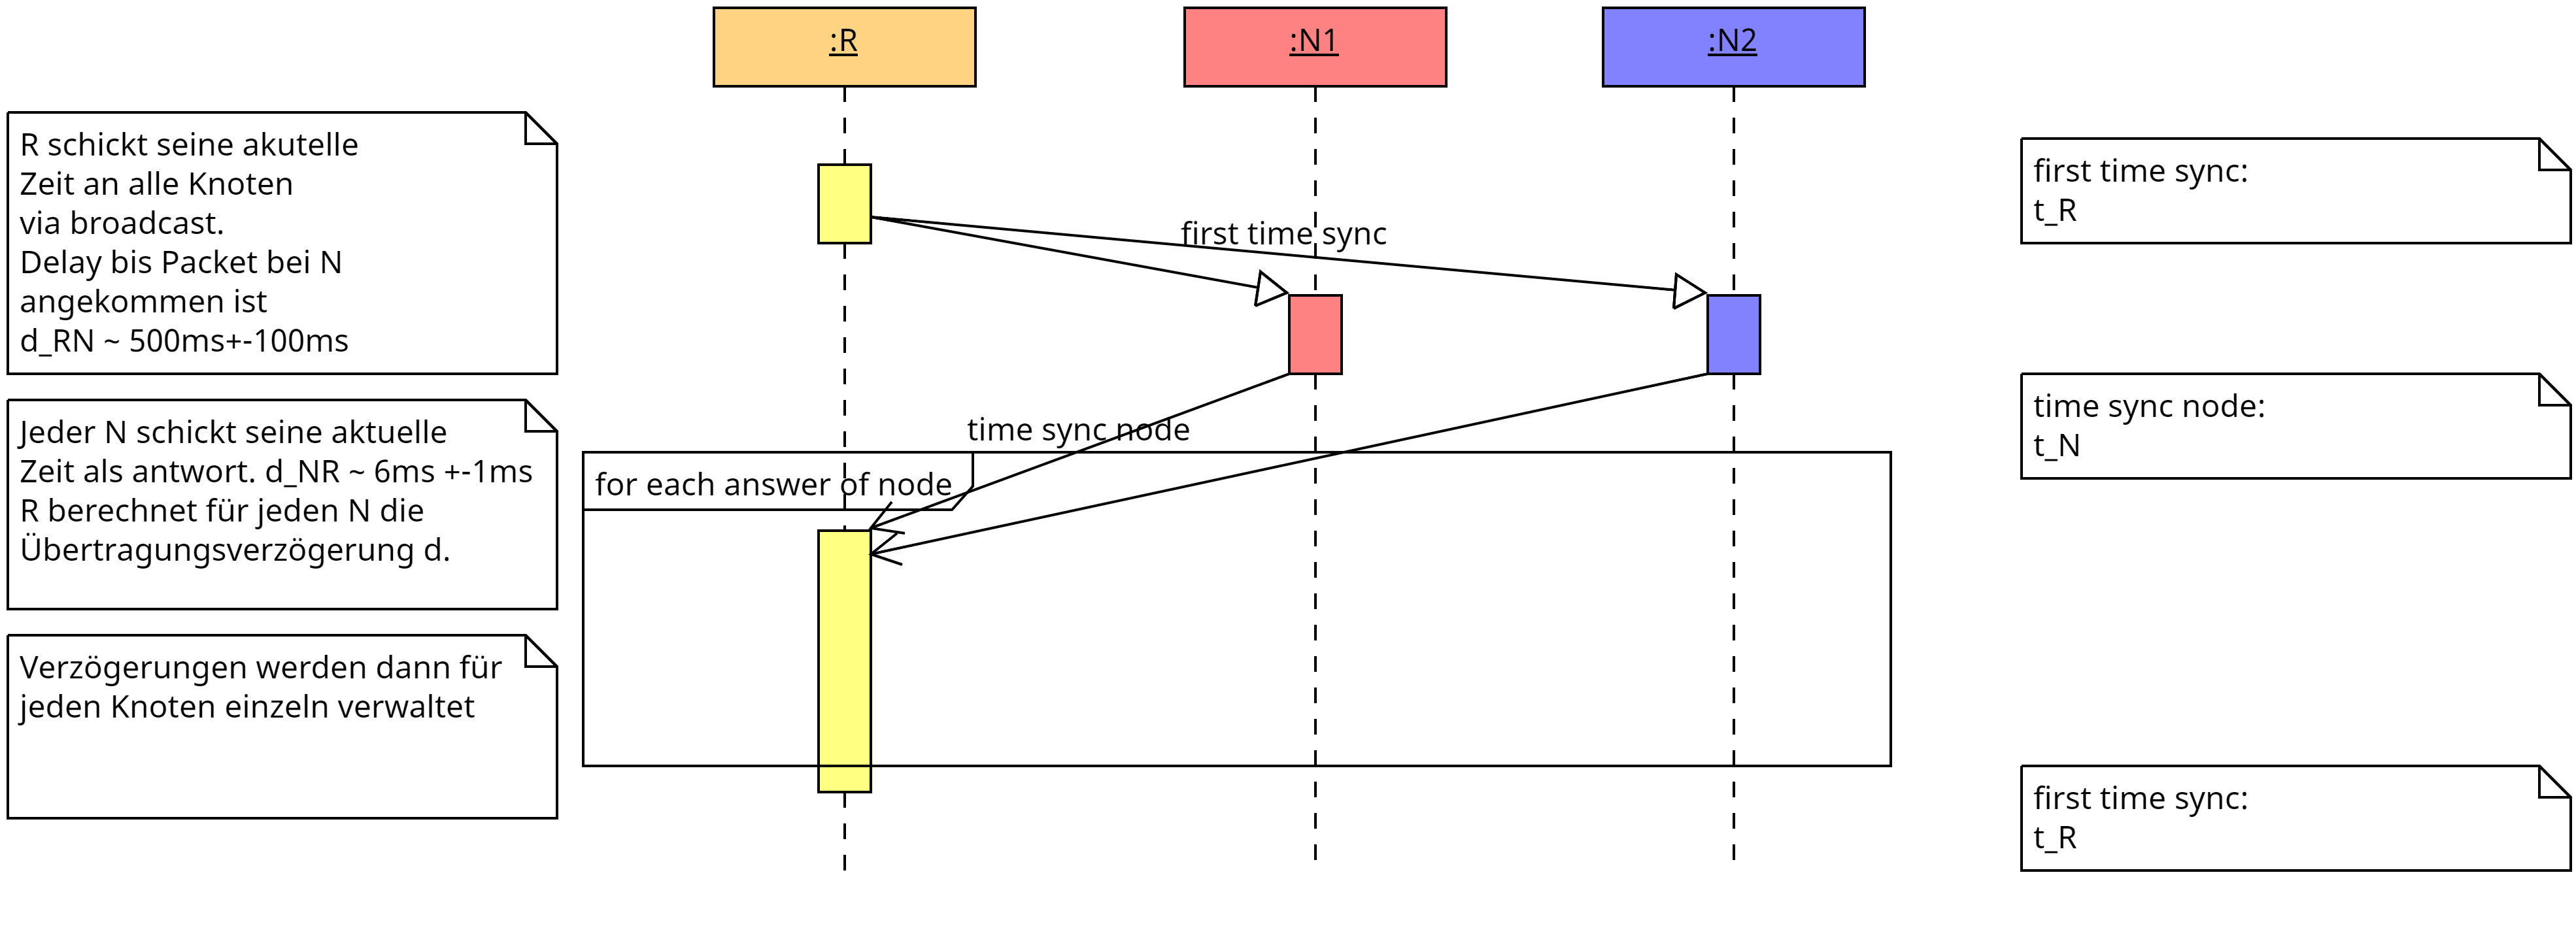 :R
:N1
:N2
R schickt seine akutelle
Zeit an alle Knoten
via broadcast.
Delay bis Packet bei N
angekommen ist
d_RN ~ 500ms+-100ms
first time sync
first time sync:
t_R
Jeder N schickt seine aktuelle
Zeit als antwort. d_NR ~ 6ms +-1ms
R berechnet für jeden N die
Übertragungsverzögerung d.
time sync node
for each answer of node
time sync node:
t_N
Verzögerungen werden dann für
jeden Knoten einzeln verwaltet
first time sync:
t_R